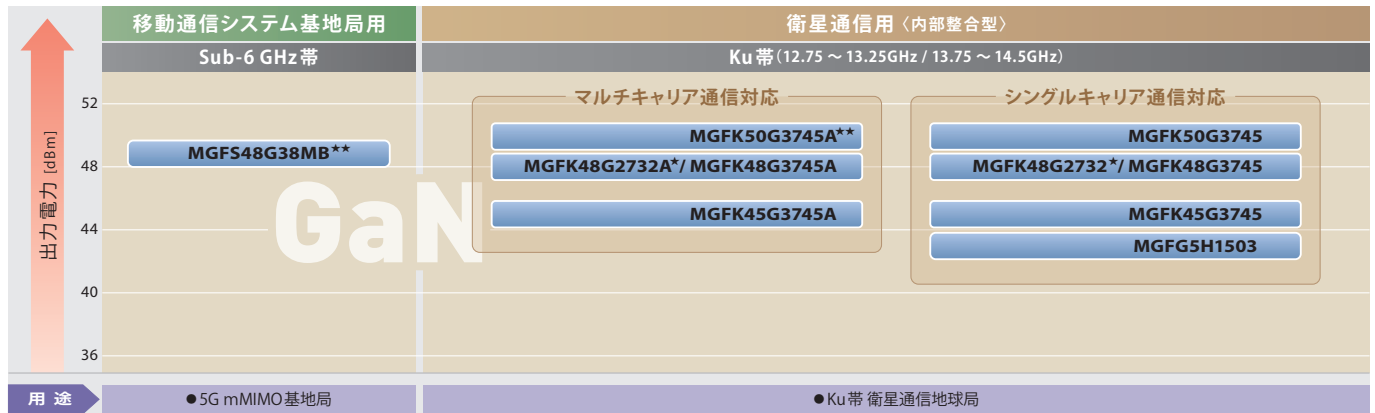 移動通信システム基地局用
衛星通信用〈内部整合型〉
Sub-6 GHz帯
Ku帯(12.75 ～ 13.25GHz / 13.75 ～ 14.5GHz)
出力電力 [dBm]
52
48
44
40
36
GaN
MGFS48G38MB★★
マルチキャリア通信対応
MGFK50G3745A★★
MGFK48G2732A★/ MGFK48G3745A
MGFK45G3745A
シングルキャリア通信対応
MGFK50G3745
MGFK48G2732★/ MGFK48G3745
MGFK45G3745
MGFG5H1503
用途
●5G mMIMO基地局
●Ku帯 衛星通信地球局